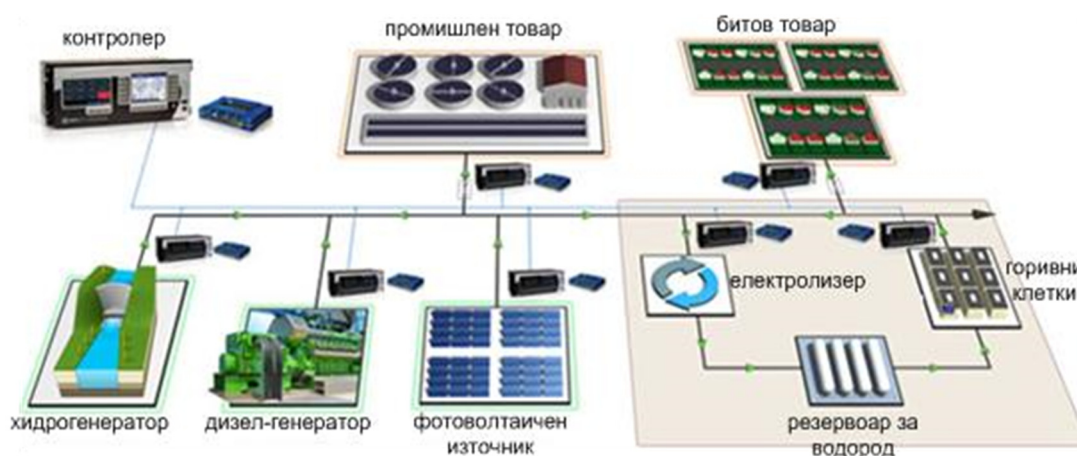 контролер
промишлен товар
битов товар
електролизер
горивни
клетки
хидрогенератор
дизел-генератор
фотоволтаичен
източник
резервоар за
водород